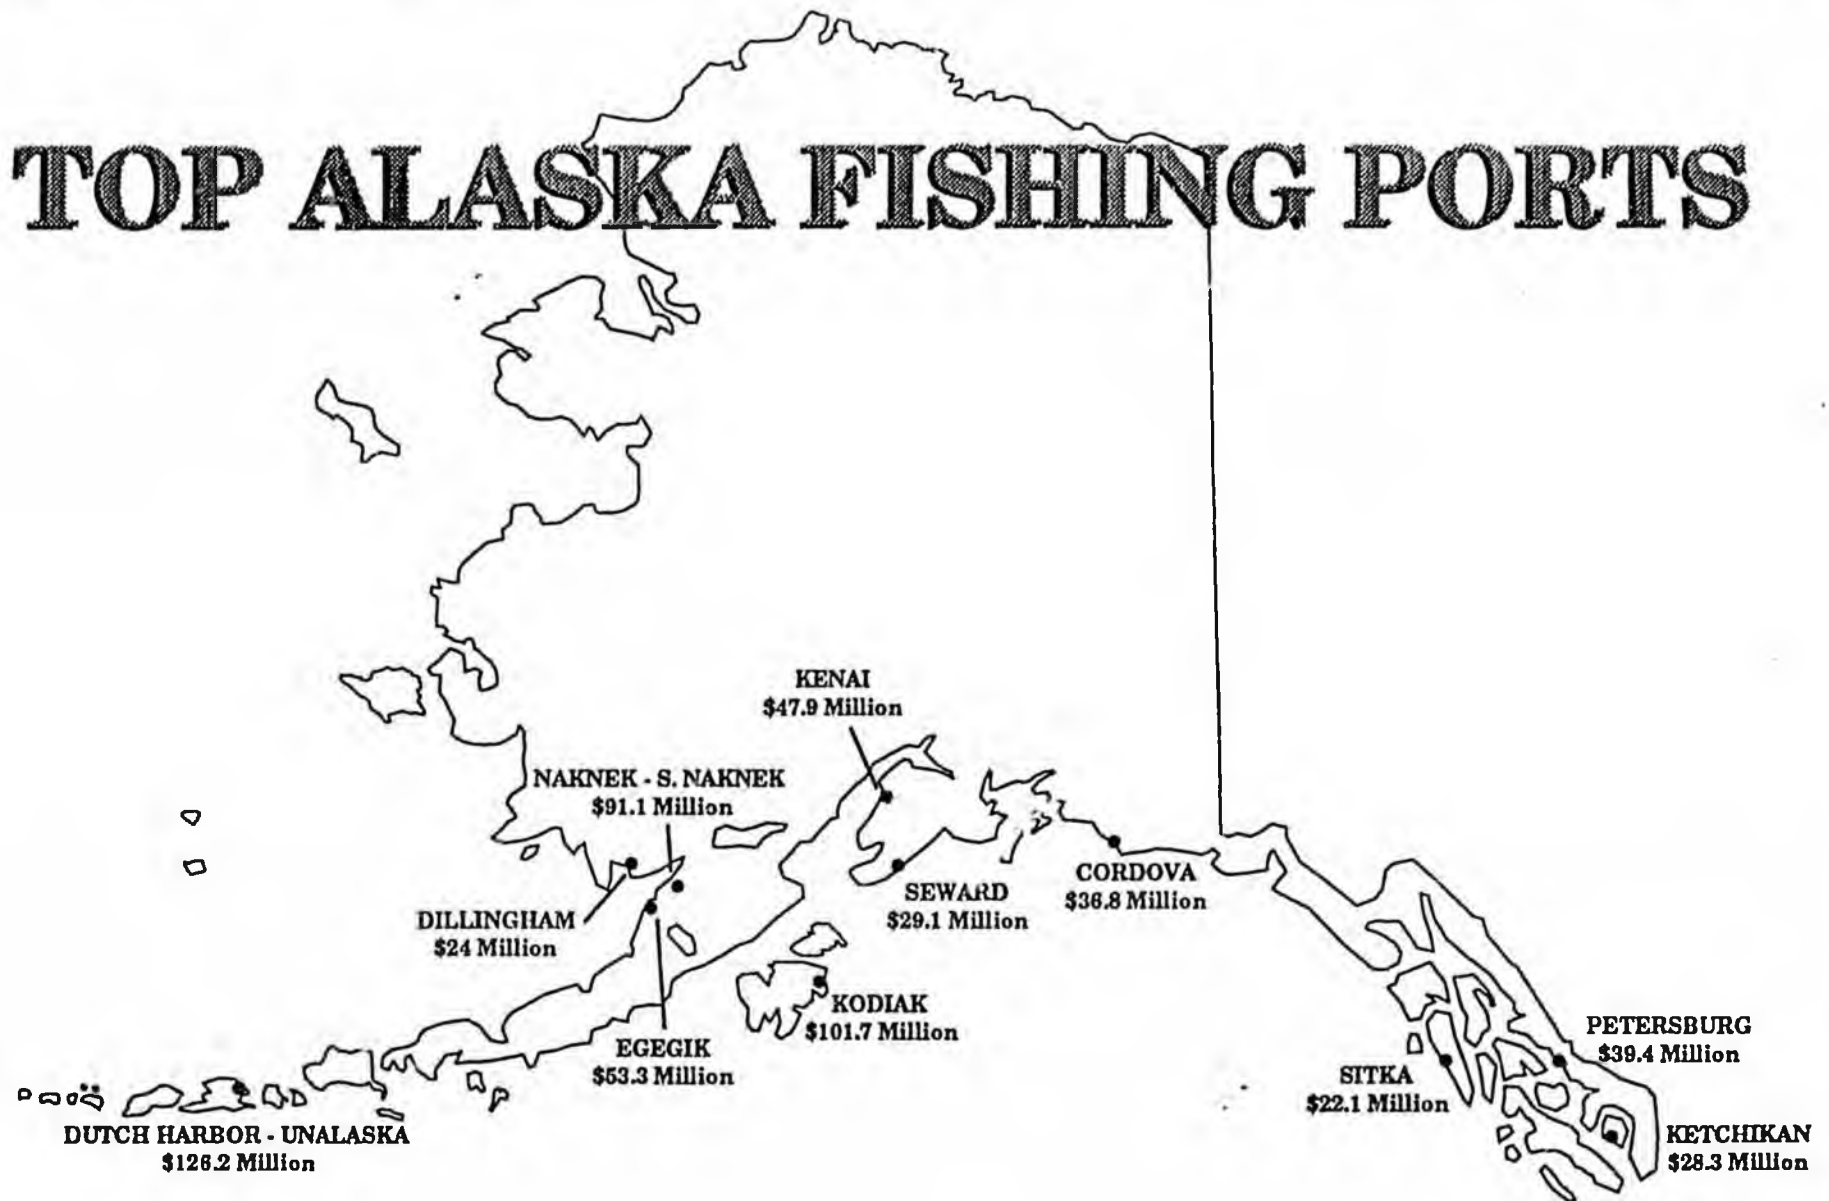 TOP ALASKA FISHING PORTS
KENAI
$47.9 Million
NAKNEK - S. NAKNEK
$91.1 Million
CORDOVA
$36.8 Million
SEWARD
$29.1 Million
DILLINGHAM
$24 Million
KODIAK
$101.7 Million
EGEGIK
$53.3 Million
PETERSBURG
$39.4 Million
SITKA
$22.1 Million
DUTCH HARBOR - UNALASKA
$126.2 Million
KETCHIKAN
$28.3 Million